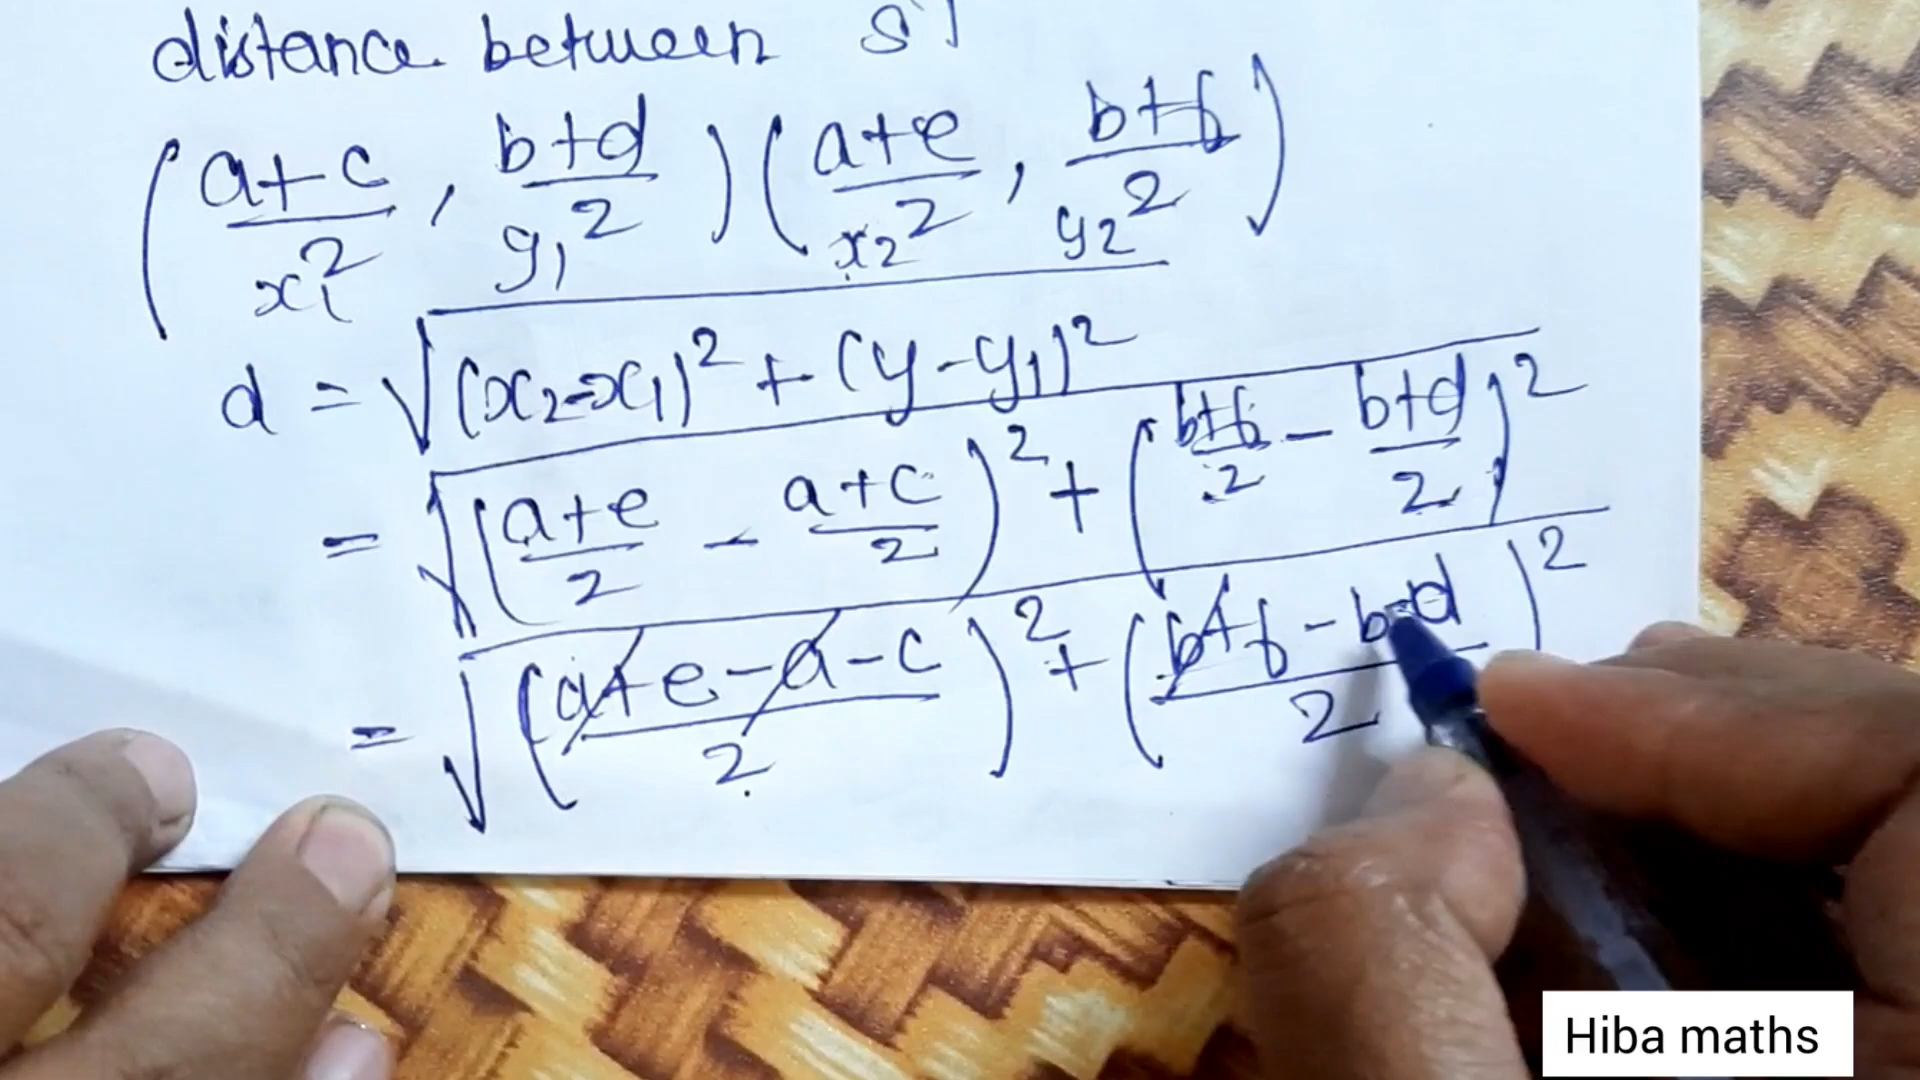 distance between ST
(a+c/2, b+d/2) (a+e/2, b+f/2)
x₁ y₁ x₂ y₂
d = √(x₂-x₁)² + (y-y₁)²
= √(a+e/2 - a+c/2)² + (b+f/2 - b+d/2)²
= √(a+e-a-c/2)² + (b+f-b-d/2)²
Hiba maths